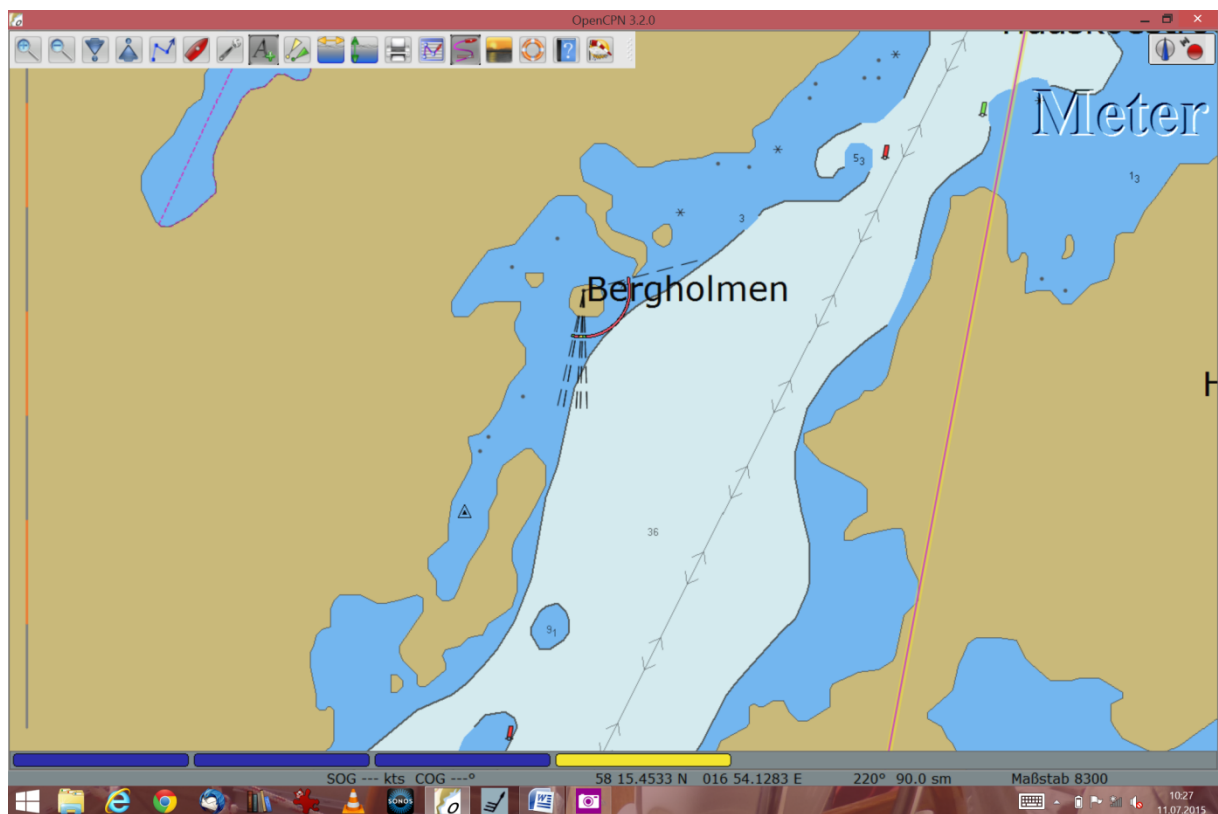 OpenCPN 3.2.0
Meter
5₃
1₃
3
Bergholmen
H
36
9₁
SOG --- kts COG ---° 58 15.4533 N 016 54.1283 E 220° 90.0 sm Maßstab 8300
SONOS
10:27
11.07.2015